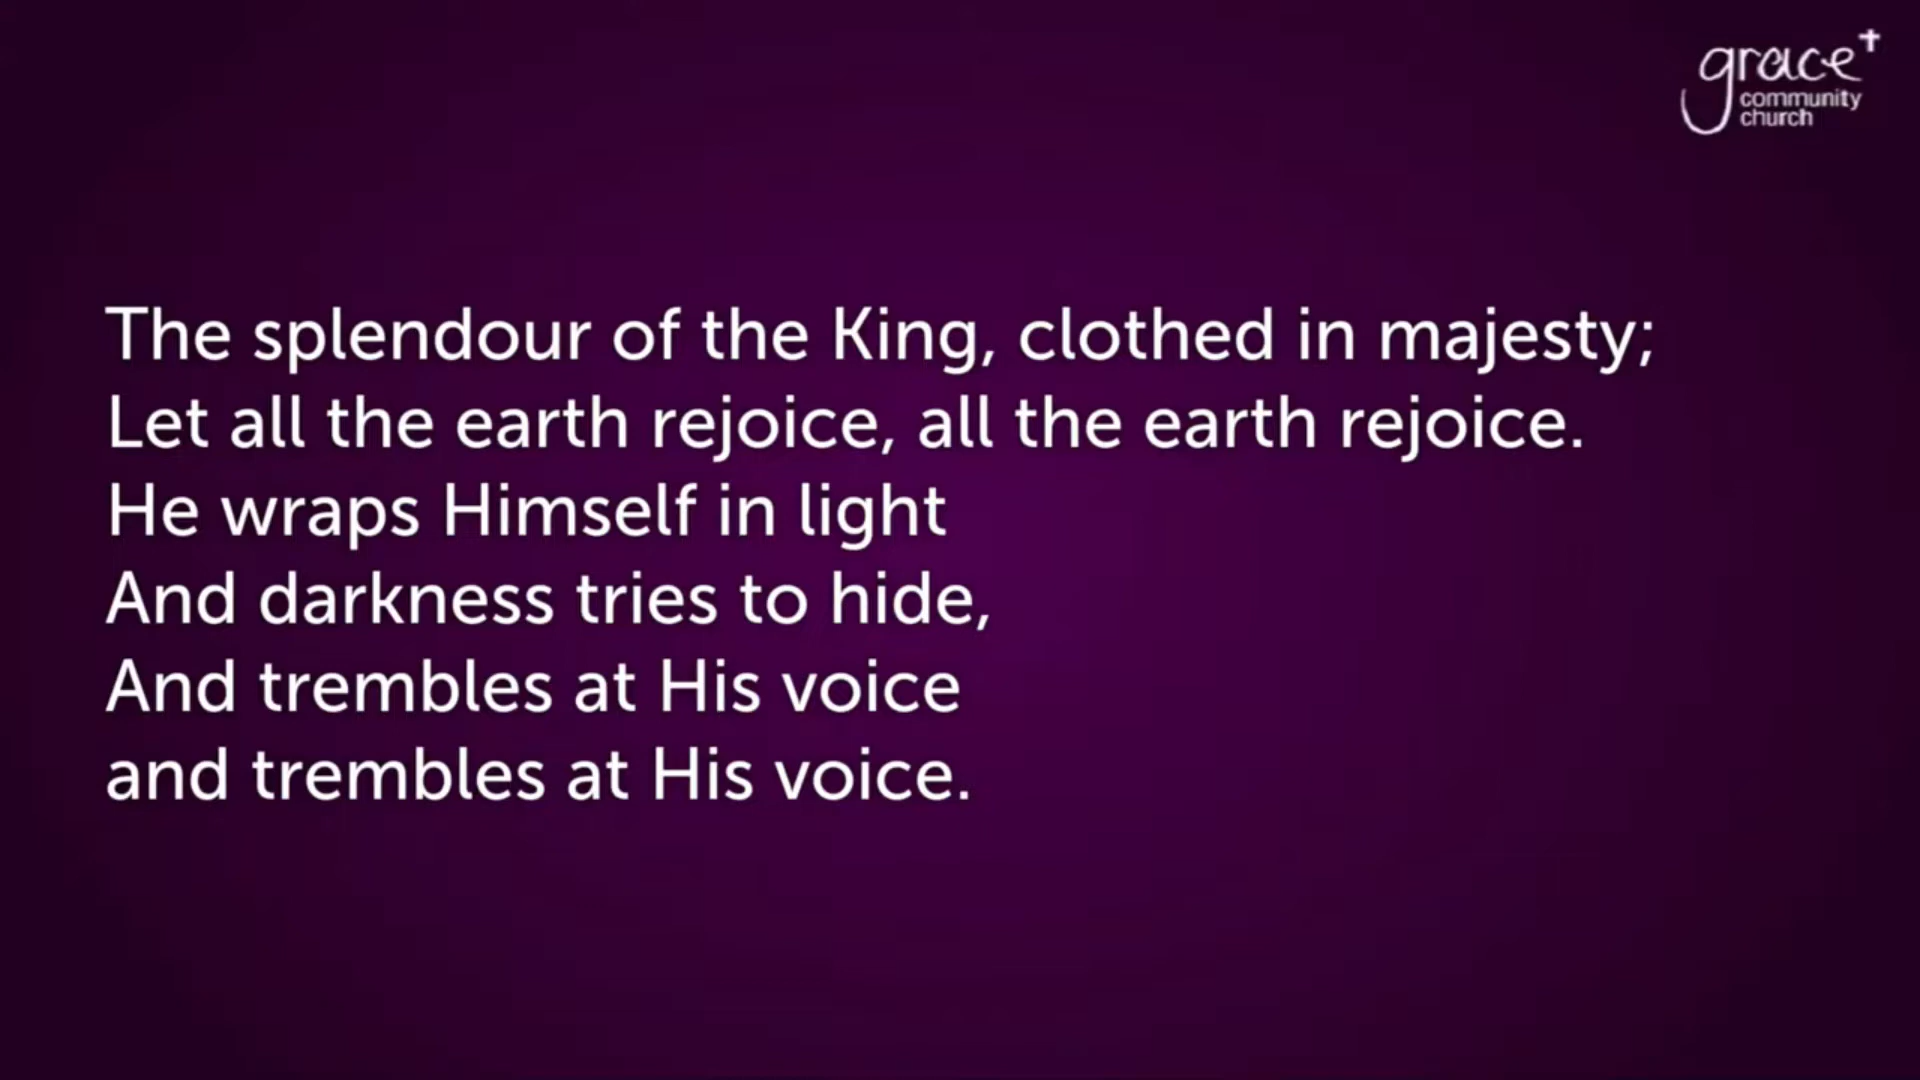 grace
community
church
The splendour of the King, clothed in majesty;
Let all the earth rejoice, all the earth rejoice.
He wraps Himself in light
And darkness tries to hide,
And trembles at His voice
and trembles at His voice.